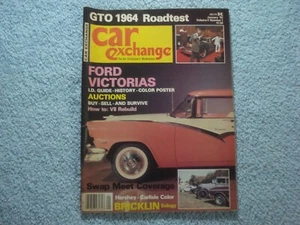 GTO 1964 Roadtest
car
exchange
FORD
VICTORIAS
I.D. GUIDE-HISTORY-COLOR POSTER
AUCTIONS
BUY-SELL-AND SURVIVE
How to: V8 Rebuild
Swap Meet Coverage
Hershey-Carlisle Color
BRICKLIN